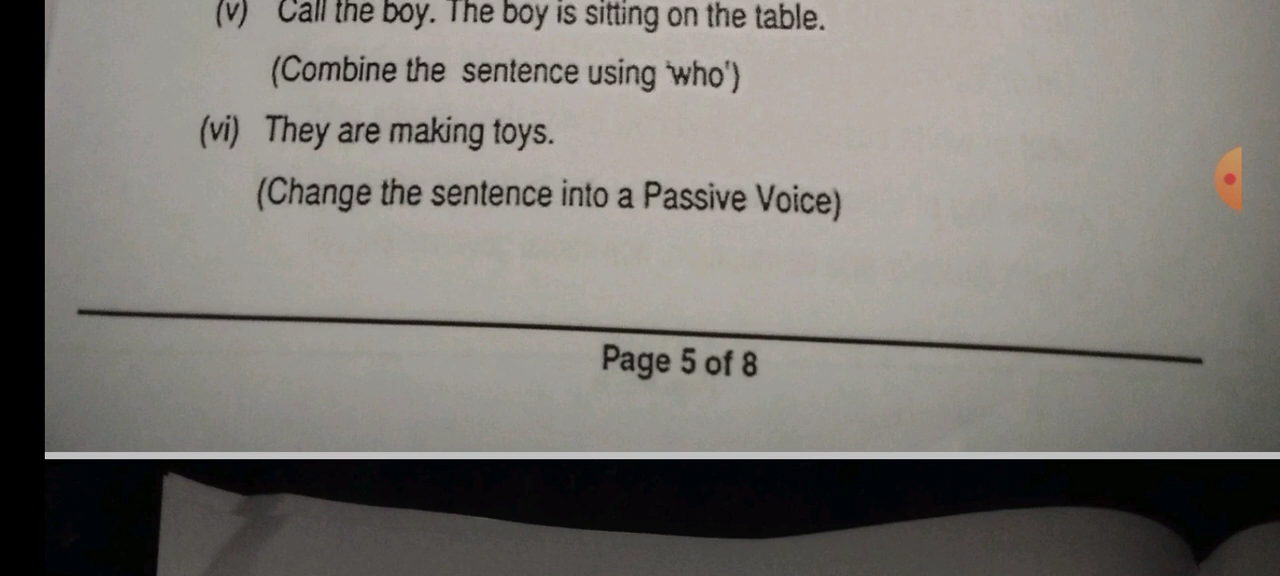 (v) Call the boy. The boy is sitting on the table.
(Combine the sentence using 'who')
(vi) They are making toys.
(Change the sentence into a Passive Voice)
Page 5 of 8